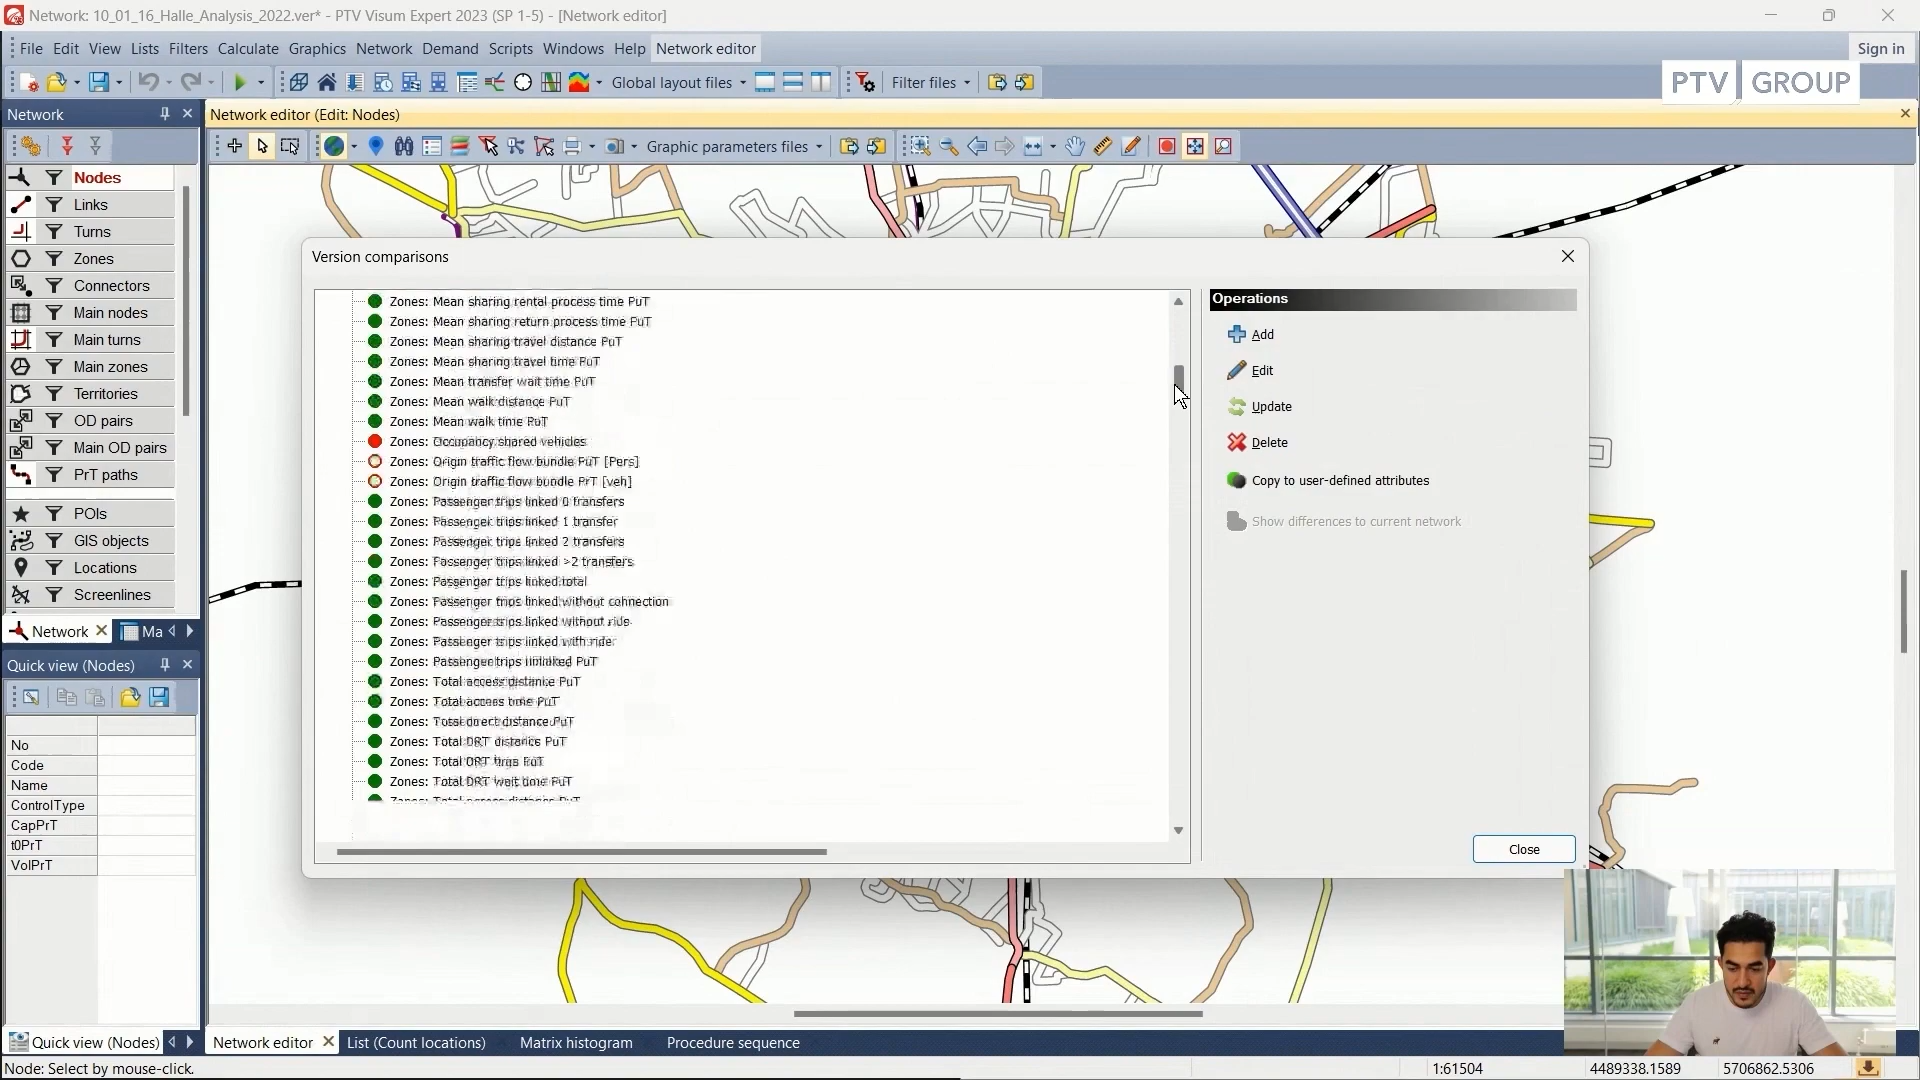 Network: 10_01_16_Halle_Analysis_2022.ver* - PTV Visum Expert 2023 (SP 1-5) - [Network editor]
File Edit View Lists Filters Calculate Graphics Network Demand Scripts Windows Help Network editor
Sign in
Global layout files
Filter files
PTV GROUP
Network
Network editor (Edit: Nodes)
Graphic parameters files
Nodes
Links
Turns
Zones
Connectors
Main nodes
Main turns
Main zones
Territories
OD pairs
Main OD pairs
PrT paths
POIs
GIS objects
Locations
Screenlines
Network
Ma
Quick view (Nodes)
No
Code
Name
ControlType
CapPrT
t0PrT
VolPrT
Version comparisons
Zones: Mean sharing rental process time PuT
Zones: Mean sharing return process time PuT
Zones: Mean sharing travel distance PuT
Zones: Mean sharing travel time PuT
Zones: Mean transfer wait time PuT
Zones: Mean walk distance PuT
Zones: Mean walk time PuT
Zones: Occupancy shared vehicles
Zones: Origin traffic flow bundle PuT [Pers]
Zones: Origin traffic flow bundle PrT [veh]
Zones: Passenger trips linked 0 transfers
Zones: Passenger trips linked 1 transfer
Zones: Passenger trips linked 2 transfers
Zones: Passenger trips linked >2 transfers
Zones: Passenger trips linked total
Zones: Passenger trips linked without connection
Zones: Passenger trips linked without ride
Zones: Passenger trips linked with ride
Zones: Passenger trips unlinked PuT
Zones: Total access distance PuT
Zones: Total access time PuT
Zones: Total direct distance PuT
Zones: Total DRT distance PuT
Zones: Total DRT time PuT
Zones: Total DRT wait time PuT
Operations
Add
Edit
Update
Delete
Copy to user-defined attributes
Show differences to current network
Close
Quick view (Nodes)
Network editor
List (Count locations)
Matrix histogram
Procedure sequence
Node: Select by mouse-click.
1:61504
4489338.1589
5706862.5306